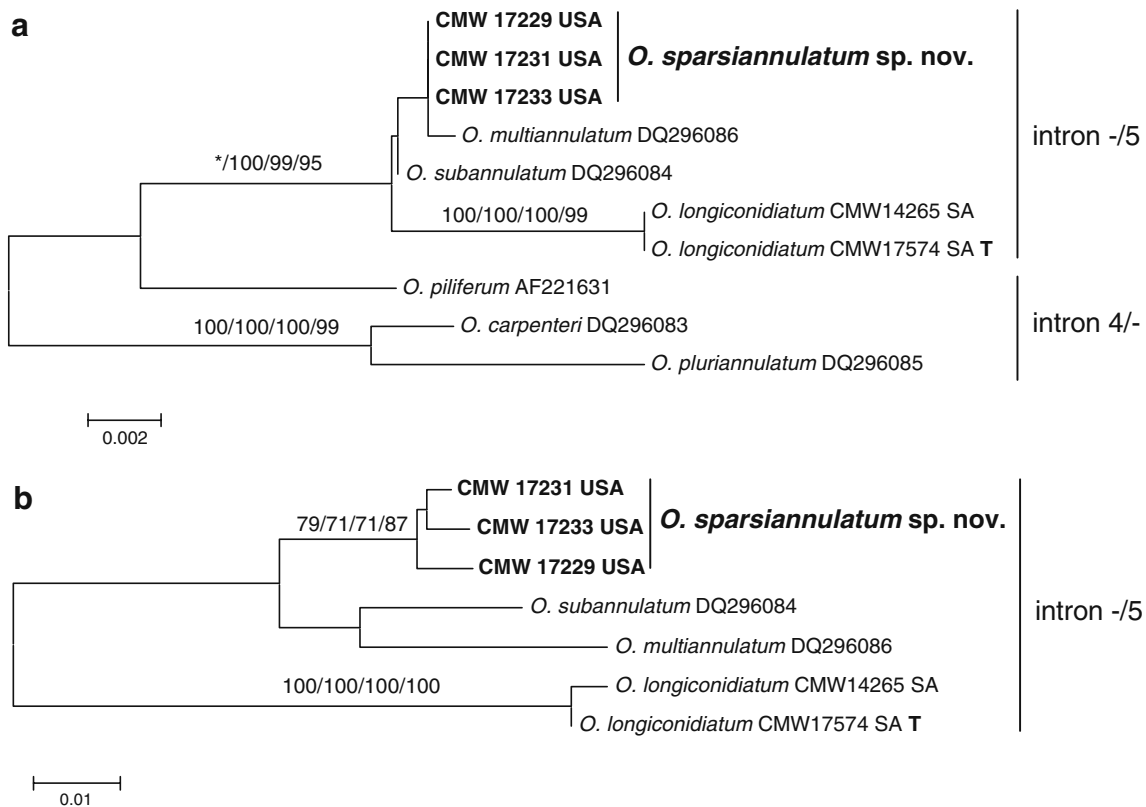 a
CMW 17229 USA
CMW 17231 USA
CMW 17233 USA
O. sparsiannulatum sp. nov.
O. multiannulatum DQ296086
intron -/5
*/100/99/95
O. subannulatum DQ296084
100/100/100/99
O. longiconidiatum CMW14265 SA
O. longiconidiatum CMW17574 SA T
O. piliferum AF221631
100/100/100/99
O. carpenteri DQ296083
intron 4/-
O. pluriannulatum DQ296085
0.002
b
CMW 17231 USA
79/71/71/87
CMW 17233 USA
O. sparsiannulatum sp. nov.
CMW 17229 USA
O. subannulatum DQ296084
intron -/5
O. multiannulatum DQ296086
100/100/100/100
O. longiconidiatum CMW14265 SA
O. longiconidiatum CMW17574 SA T
0.01